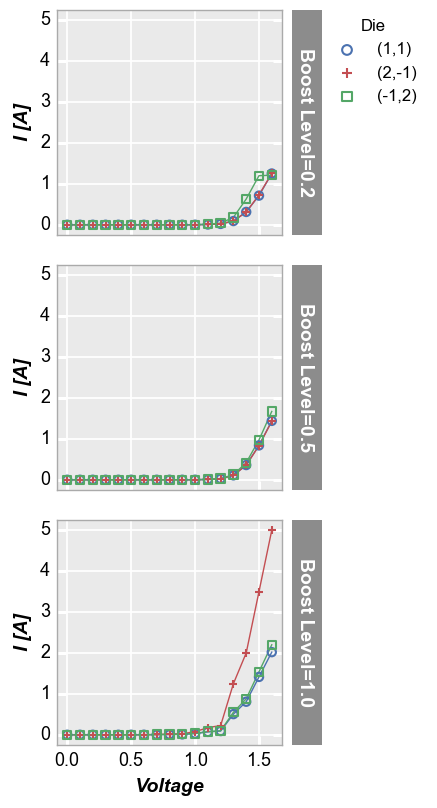 Die
(1,1)
(2,-1)
(-1,2)
5
4
3
2
1
0
I [A]
Boost Level=0.2
5
4
3
2
1
0
I [A]
Boost Level=0.5
5
4
3
2
1
0
I [A]
Boost Level=1.0
0.0 0.5 1.0 1.5
Voltage